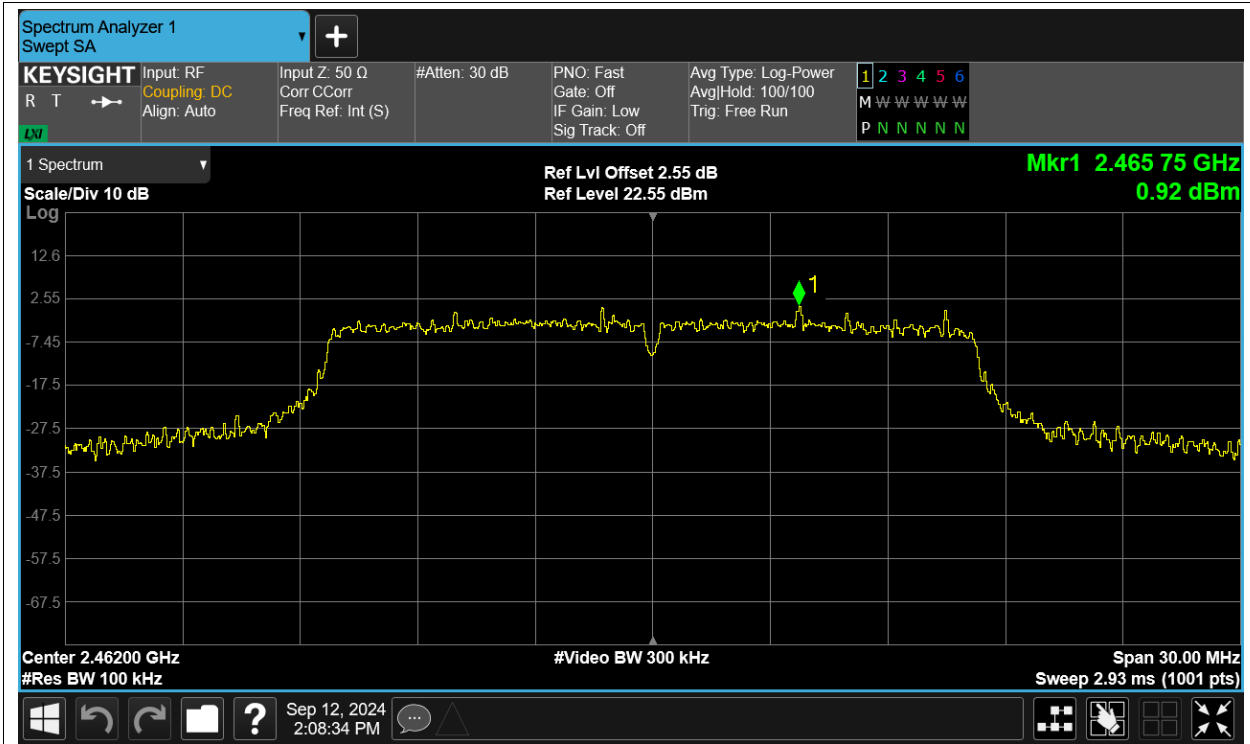 Spectrum Analyzer 1
Swept SA
KEYSIGHT
R T
LXI
Input: RF
Coupling: DC
Align: Auto
Input Z: 50 Ω
Corr CCorr
Freq Ref: Int (S)
#Atten: 30 dB
PNO: Fast
Gate: Off
IF Gain: Low
Sig Track: Off
Avg Type: Log-Power
Avg|Hold: 100/100
Trig: Free Run
1 2 3 4 5 6
M W W W W W
P N N N N N
1 Spectrum
Scale/Div 10 dB
Log
Ref Lvl Offset 2.55 dB
Ref Level 22.55 dBm
Mkr1 2.465 75 GHz
0.92 dBm
12.6
2.55
-7.45
-17.5
-27.5
-37.5
-47.5
-57.5
-67.5
1
Center 2.46200 GHz
#Res BW 100 kHz
#Video BW 300 kHz
Span 30.00 MHz
Sweep 2.93 ms (1001 pts)
?
Sep 12, 2024
2:08:34 PM